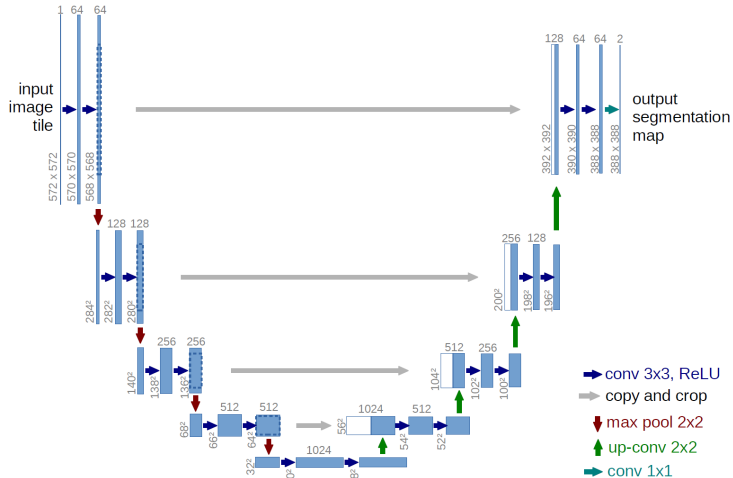 1
64
64
input
image
tile
572 x 572
570 x 570
568 x 568
128
64
64
2
output
segmentation
map
392 x 392
390 x 390
388 x 388
388 x 388
128
128
284²
282²
280²
256
128
200²
198²
196²
256
256
140²
138²
136²
512
256
104²
102²
100²
512
512
68²
66²
64²
1024
512
56²
54²
52²
1024
32²
conv 3x3, ReLU
copy and crop
max pool 2x2
up-conv 2x2
conv 1x1